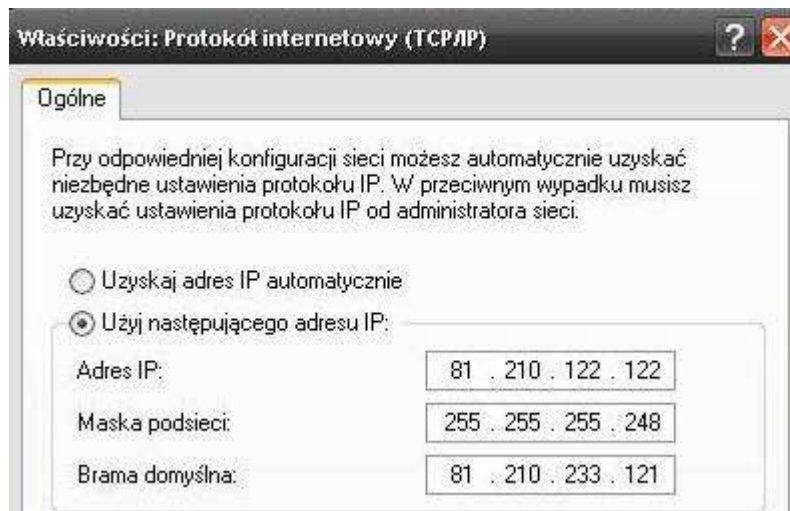 Właściwości: Protokół internetowy (TCP/IP)
Ogólne
Przy odpowiedniej konfiguracji sieci możesz automatycznie uzyskać
niezbędne ustawienia protokołu IP. W przeciwnym wypadku musisz
uzyskać ustawienia protokołu IP od administratora sieci.
Uzyskaj adres IP automatycznie
Użyj następującego adresu IP:
Adres IP: 81 . 210 . 122 . 122
Maska podsieci: 255 . 255 . 255 . 248
Brama domyślna: 81 . 210 . 233 . 121